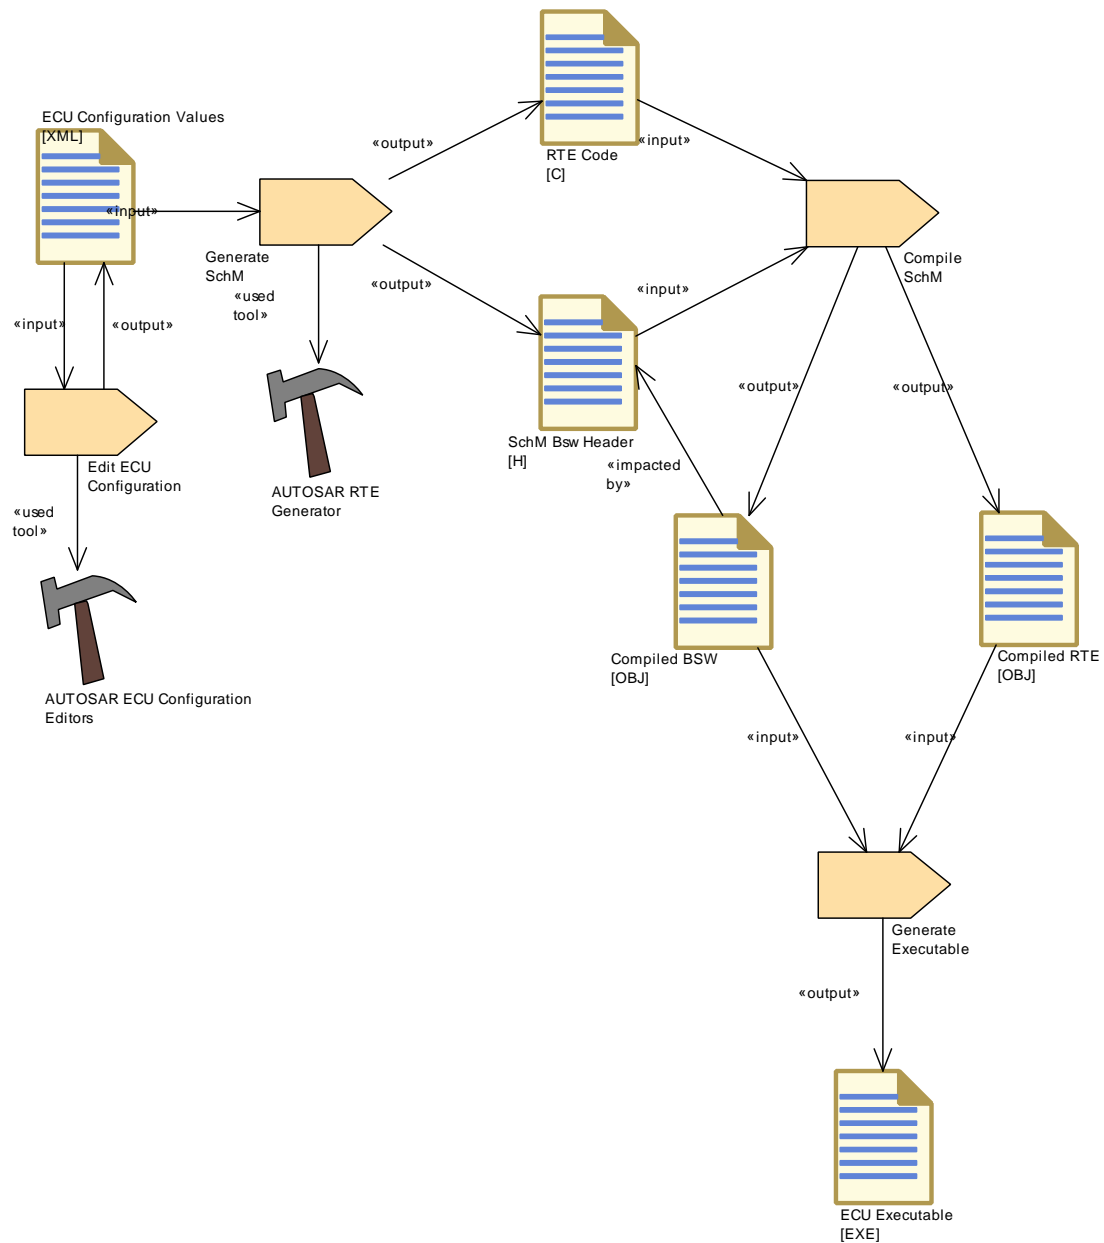 ECU Configuration Values
[XML]
«output»
RTE Code
[C]
«input»
«input»
Generate
SchM
«used
tool»
«output»
Compile
SchM
«input»
«input»
«output»
SchM Bsw Header
[H]
«output»
«output»
Edit ECU
Configuration
AUTOSAR RTE
Generator
«impacted
by»
«used
tool»
AUTOSAR ECU Configuration
Editors
Compiled BSW
[OBJ]
Compiled RTE
[OBJ]
«input»
«input»
Generate
Executable
«output»
ECU Executable
[EXE]